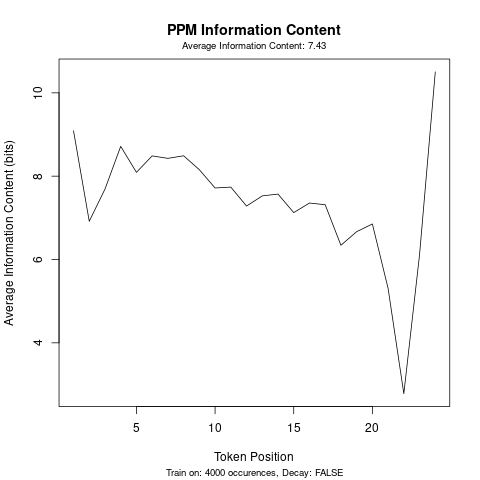 PPM Information Content
Average Information Content: 7.43
Average Information Content (bits)
10
8
6
4
5
10
15
20
Token Position
Train on: 4000 occurences, Decay: FALSE